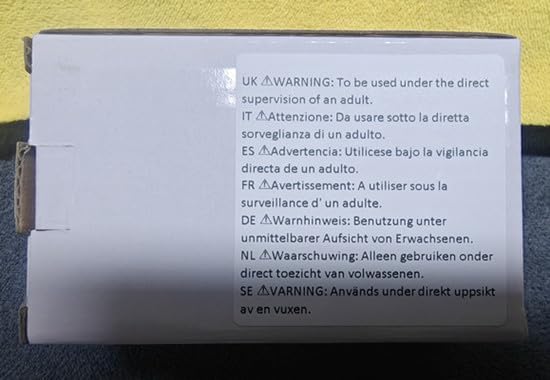 UK ⚠WARNING: To be used under the direct
supervision of an adult.
IT ⚠Attenzione: Da usare sotto la diretta
sorveglianza di un adulto.
ES ⚠Advertencia: Utilicese bajo la vigilancia
directa de un adulto.
FR ⚠Avertissement: A utiliser sous la
surveillance d' un adulte.
DE ⚠Warnhinweis: Benutzung unter
unmittelbarer Aufsicht von Erwachsenen.
NL ⚠Waarschuwing: Alleen gebruiken onder
direct toezicht van volwassenen.
SE ⚠VARNING: Används under direkt uppsikt
av en vuxen.